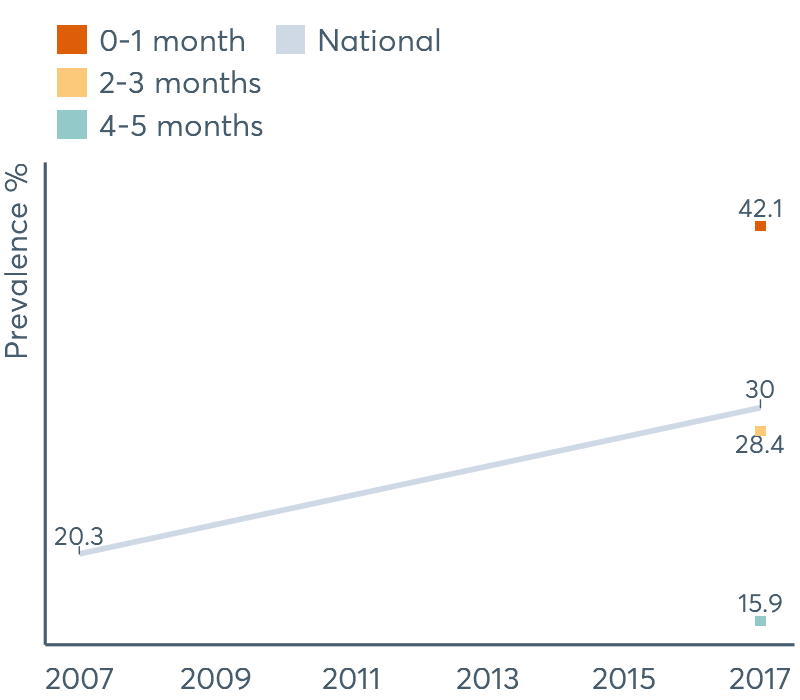 0-1 month National
2-3 months
4-5 months
Prevalence %
42.1
30
28.4
20.3
15.9
2007 2009 2011 2013 2015 2017